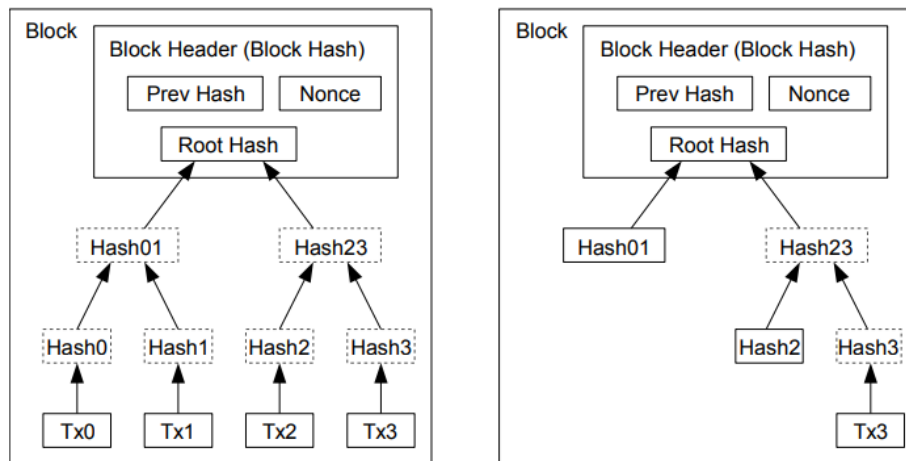 Block
Block Header (Block Hash)
Prev Hash
Nonce
Root Hash
Hash01
Hash23
Hash0
Hash1
Hash2
Hash3
Tx0
Tx1
Tx2
Tx3
Block
Block Header (Block Hash)
Prev Hash
Nonce
Root Hash
Hash01
Hash23
Hash2
Hash3
Tx3